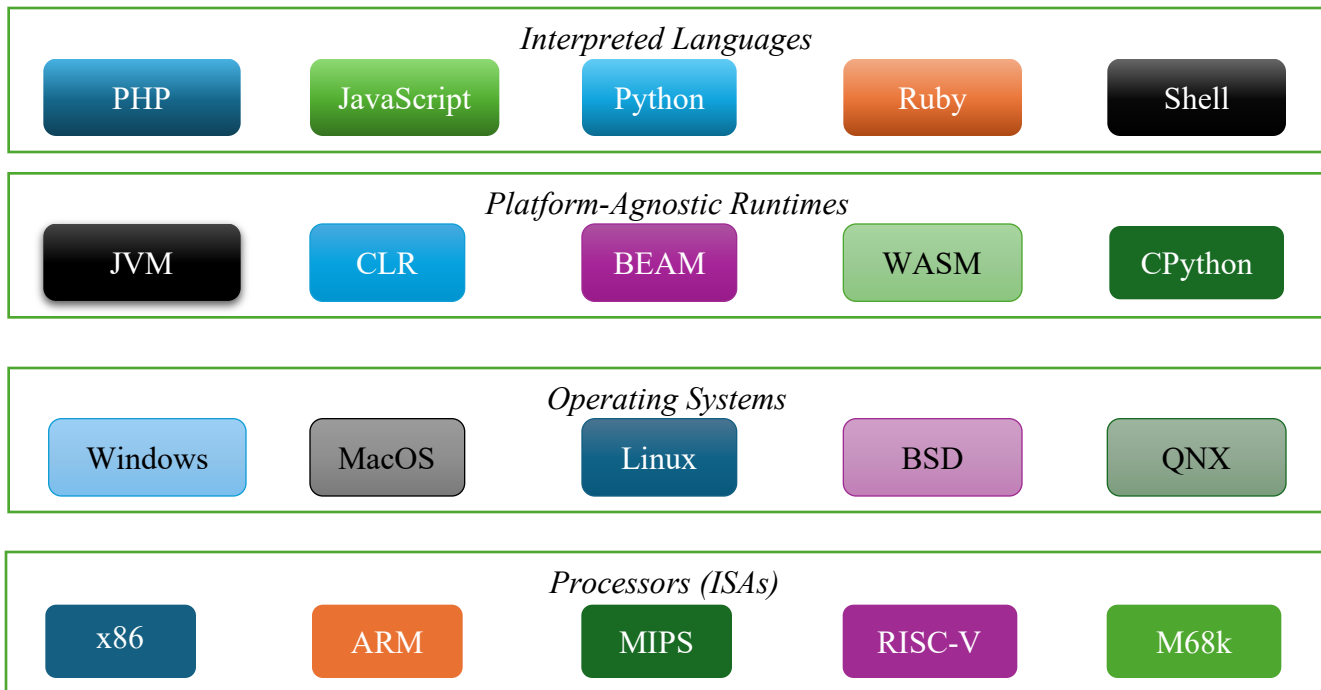 Interpreted Languages
PHP JavaScript Python Ruby Shell
Platform-Agnostic Runtimes
JVM CLR BEAM WASM CPython
Operating Systems
Windows MacOS Linux BSD QNX
Processors (ISAs)
x86 ARM MIPS RISC-V M68k